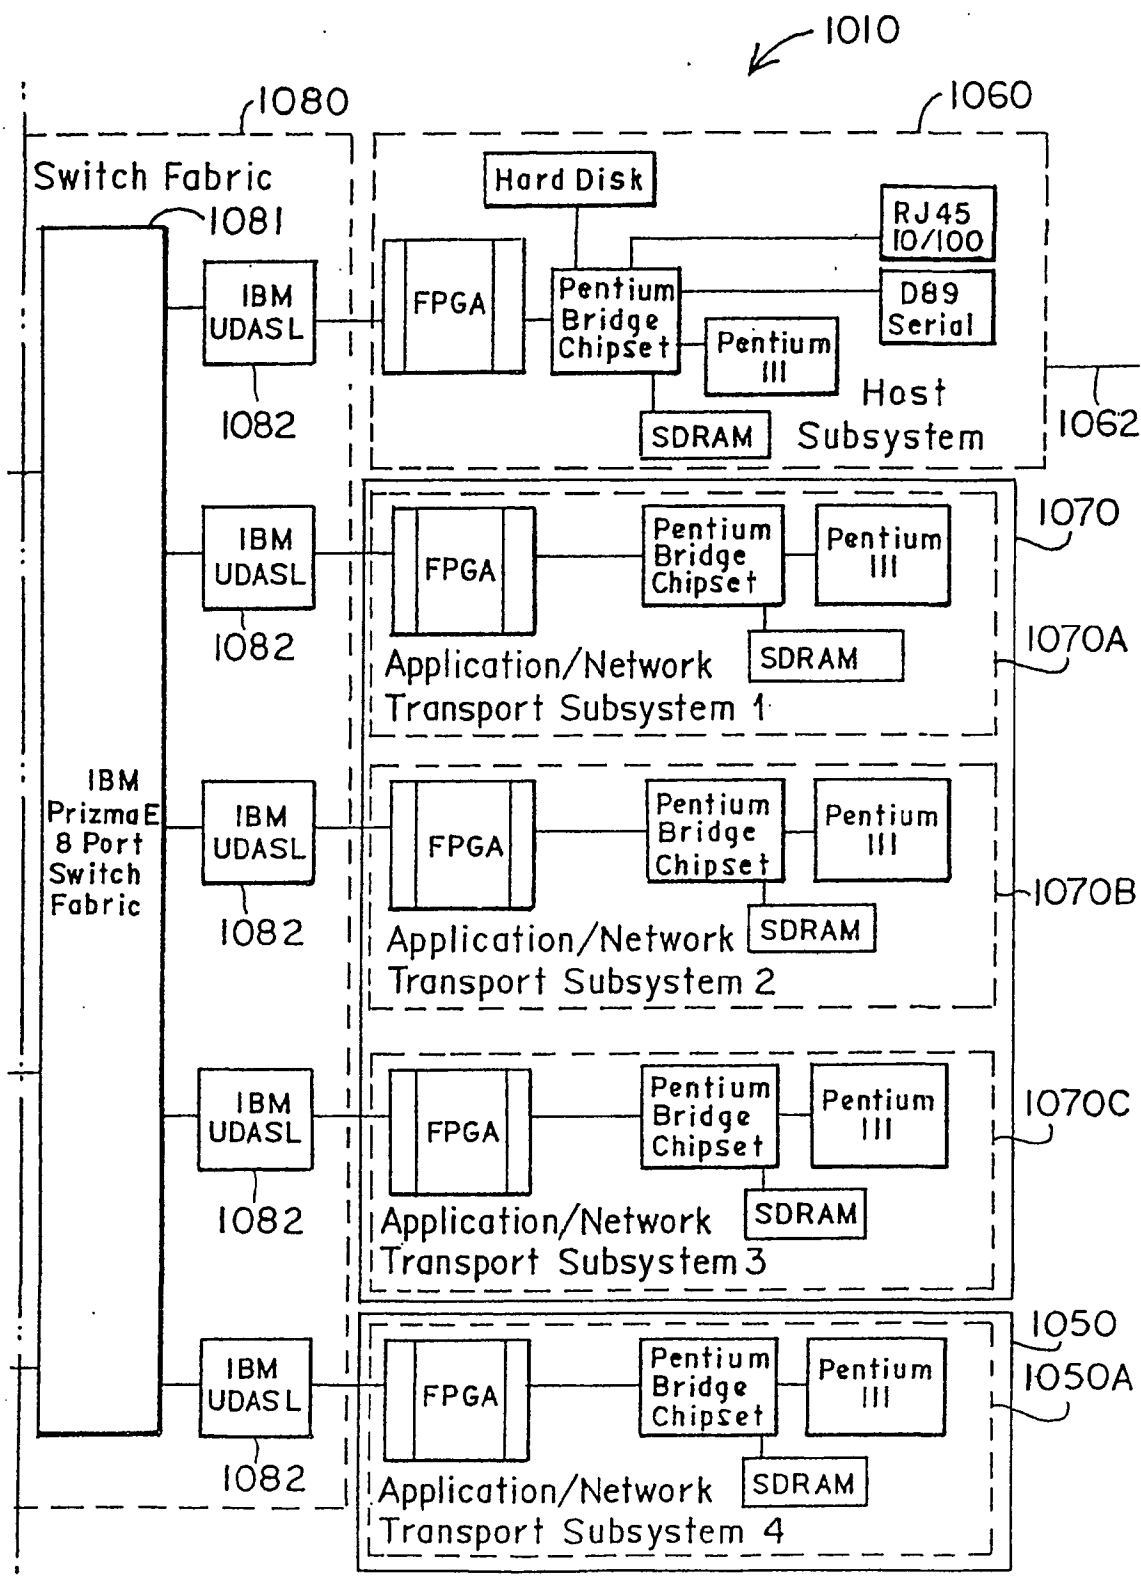 1010
1080
1060
Switch Fabric
1081
Hard Disk
RJ45
10/100
IBM
UDASL
FPGA
Pentium
Bridge
Chipset
D89
Serial
Pentium
III
1082
SDRAM
Host
Subsystem
1062
IBM
UDASL
FPGA
Pentium
Bridge
Chipset
Pentium
III
1070
1082
SDRAM
1070A
Application/Network
Transport Subsystem 1
IBM
PrizmaE
8 Port
Switch
Fabric
IBM
UDASL
FPGA
Pentium
Bridge
Chipset
Pentium
III
1070B
1082
SDRAM
Application/Network
Transport Subsystem 2
IBM
UDASL
FPGA
Pentium
Bridge
Chipset
Pentium
III
1070C
1082
SDRAM
Application/Network
Transport Subsystem 3
1050
IBM
UDASL
FPGA
Pentium
Bridge
Chipset
Pentium
III
1050A
1082
SDRAM
Application/Network
Transport Subsystem 4